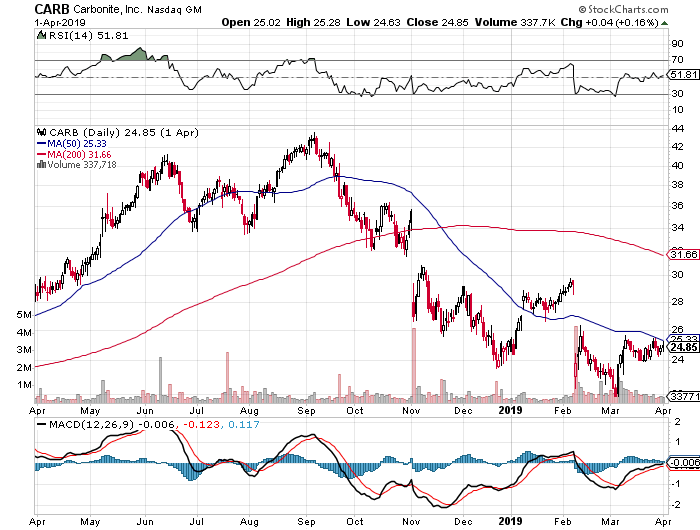 CARB Carbonite, Inc. Nasdaq GM
© StockCharts.com
1-Apr-2019
Open 25.02 High 25.28 Low 24.63 Close 24.85 Volume 337.7K Chg +0.04 (+0.16%)
RSI(14) 51.81
90
70
51.81
30
10
CARB (Daily) 24.85 (1 Apr)
MA(50) 25.33
MA(200) 31.66
Volume 337,718
44
42
40
38
36
34
31.66
30
28
26
25.33
24.85
24
33771
5M
4M
3M
2M
1M
Apr May Jun Jul Aug Sep Oct Nov Dec 2019 Feb Mar Apr
MACD(12,26,9) -0.006, -0.123, 0.117
2
1
-0.006
-1
-2
Apr May Jun Jul Aug Sep Oct Nov Dec 2019 Feb Mar Apr